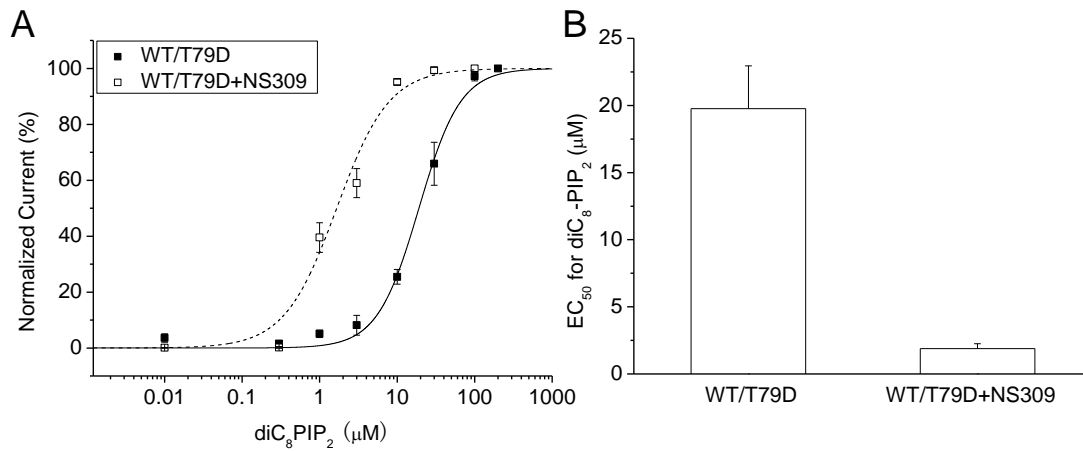 A
WT/T79D
WT/T79D+NS309
Normalized Current (%)
100
80
60
40
20
0
0.01
0.1
1
10
100
1000
diC₈PIP₂ (μM)
B
EC₅₀ for diC₈-PIP₂ (μM)
25
20
15
10
5
0
WT/T79D
WT/T79D+NS309